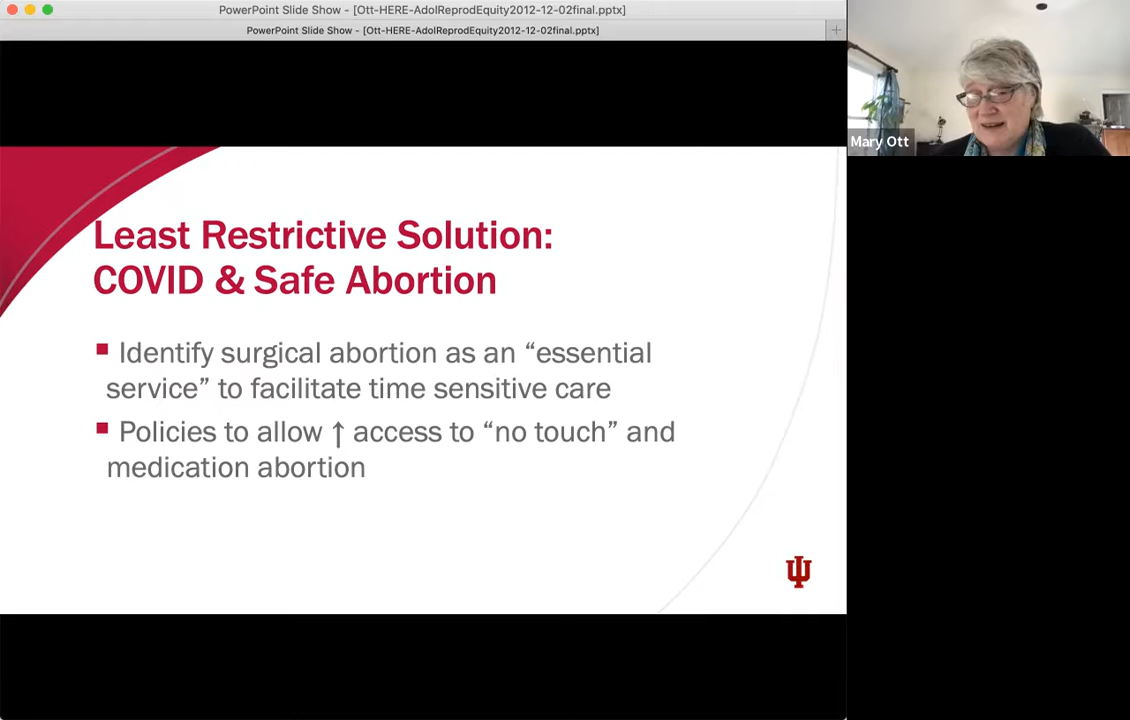 PowerPoint Slide Show - [Ott-HERE-AdolReprodEquity2012-12-02final.pptx]
PowerPoint Slide Show - [Ott-HERE-AdolReprodEquity2012-12-02final.pptx]
Mary Ott
Least Restrictive Solution:
COVID & Safe Abortion
Identify surgical abortion as an “essential
service” to facilitate time sensitive care
Policies to allow ↑ access to “no touch” and
medication abortion